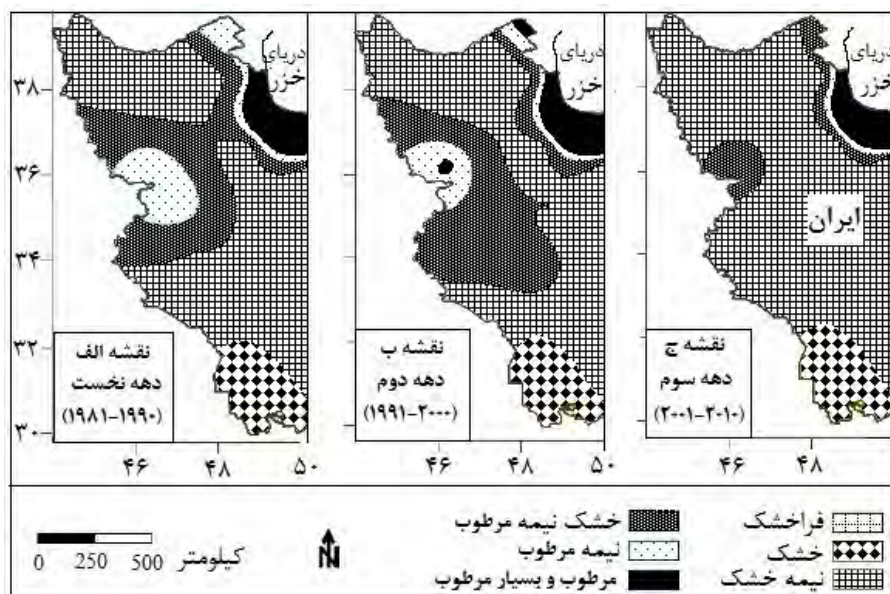 دریای
خزر
دریای
خزر
دریای
خزر
۳۸
۳۶
۳۴
۳۲
۳۰
ایران
نقشه الف
دهه نخست
(۱۹۸۱-۱۹۹۰)
نقشه ب
دهه دوم
(۱۹۹۱-۲۰۰۰)
نقشه ج
دهه سوم
(۲۰۰۱-۲۰۱۰)
۴۶ ۴۸ ۵۰
۴۶ ۴۸
۴۶ ۴۸
فراخشک
خشک
نیمه خشک
خشک نیمه مرطوب
نیمه مرطوب
مرطوب و بسیار مرطوب
N
کیلومتر
0 250 500